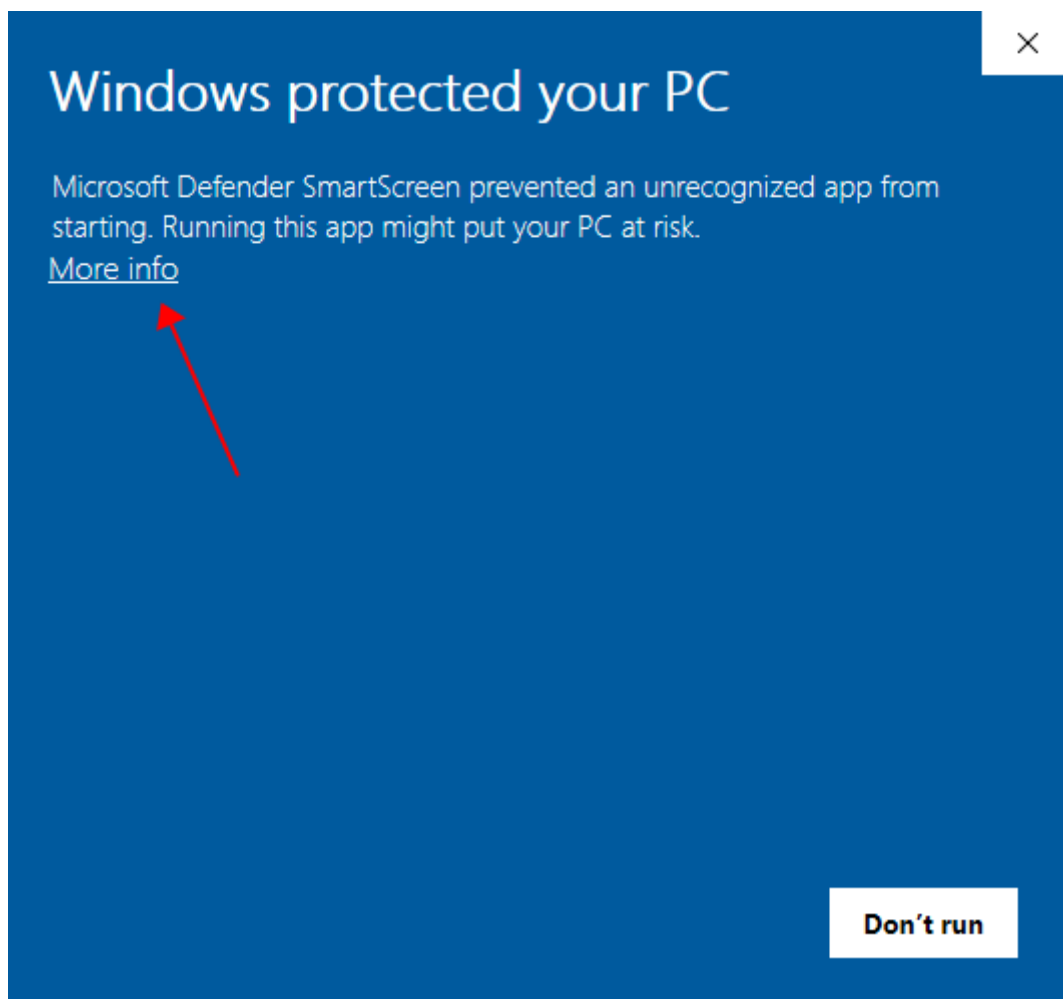 Windows protected your PC
Microsoft Defender SmartScreen prevented an unrecognized app from
starting. Running this app might put your PC at risk.
More info
Don't run